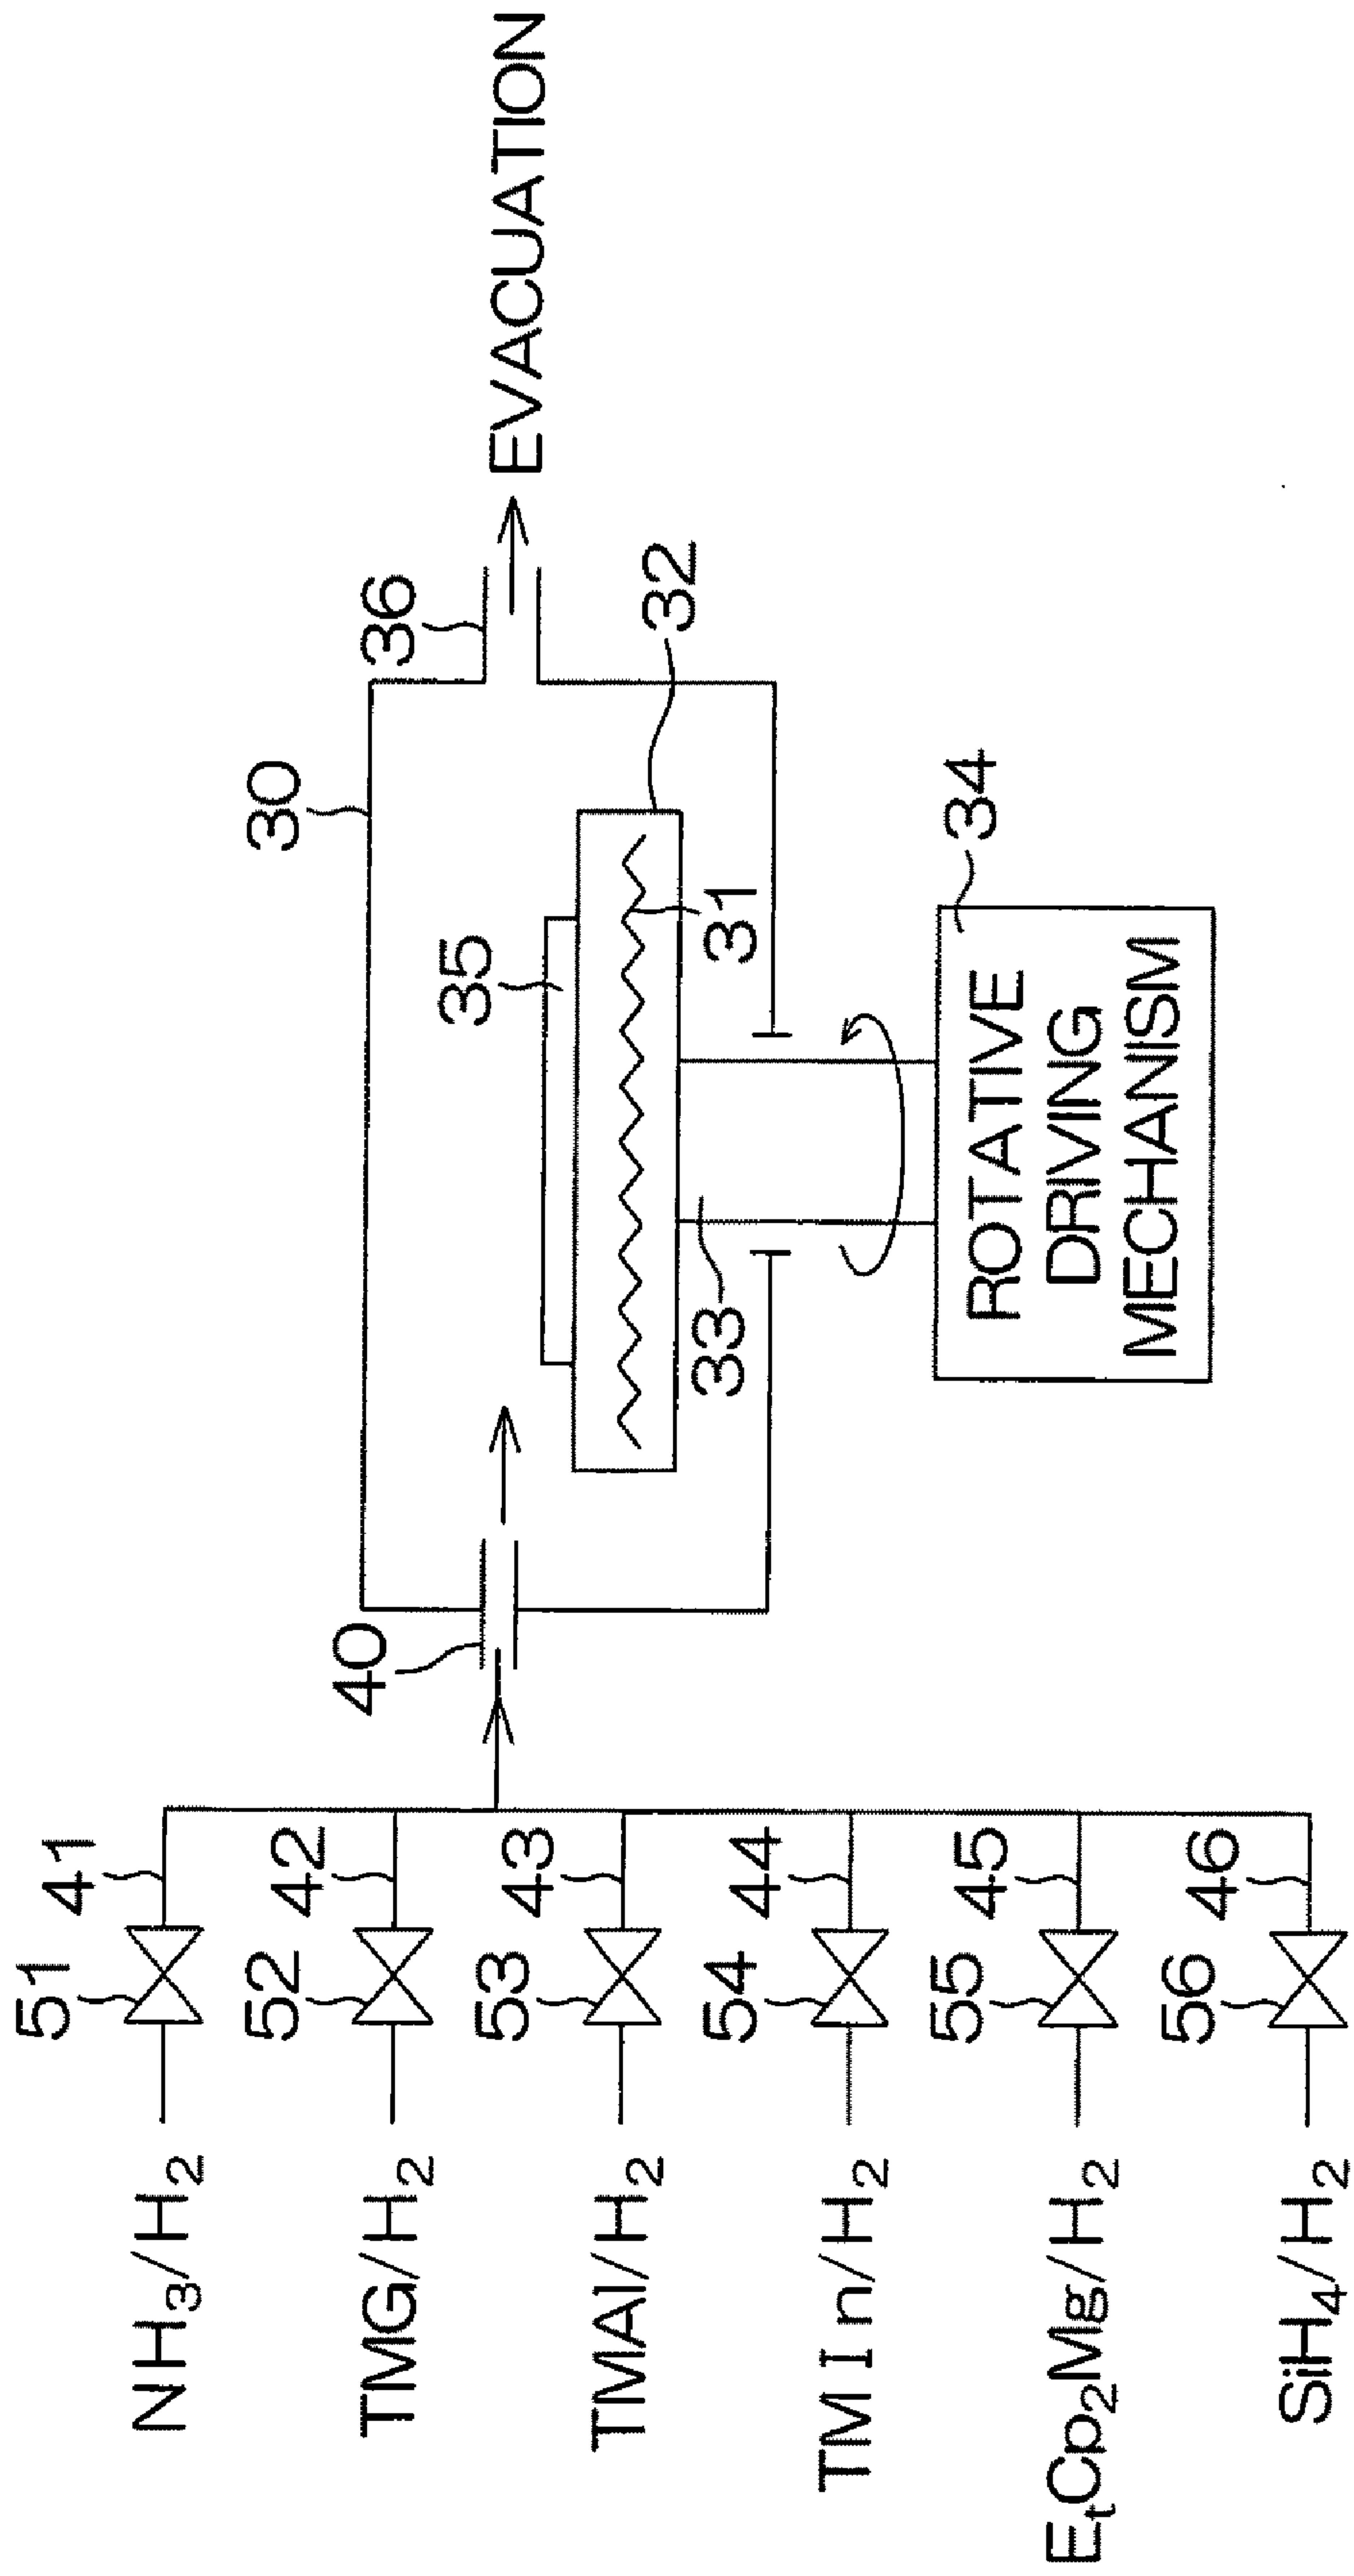 NH3/H2
51
41
TMG/H2
52
42
TMAl/H2
53
43
TMIn/H2
54
44
EtCp2Mg/H2
55
45
SiH4/H2
56
46
40
30
36
EVACUATION
35
31
32
33
34
ROTATIVE
DRIVING
MECHANISM